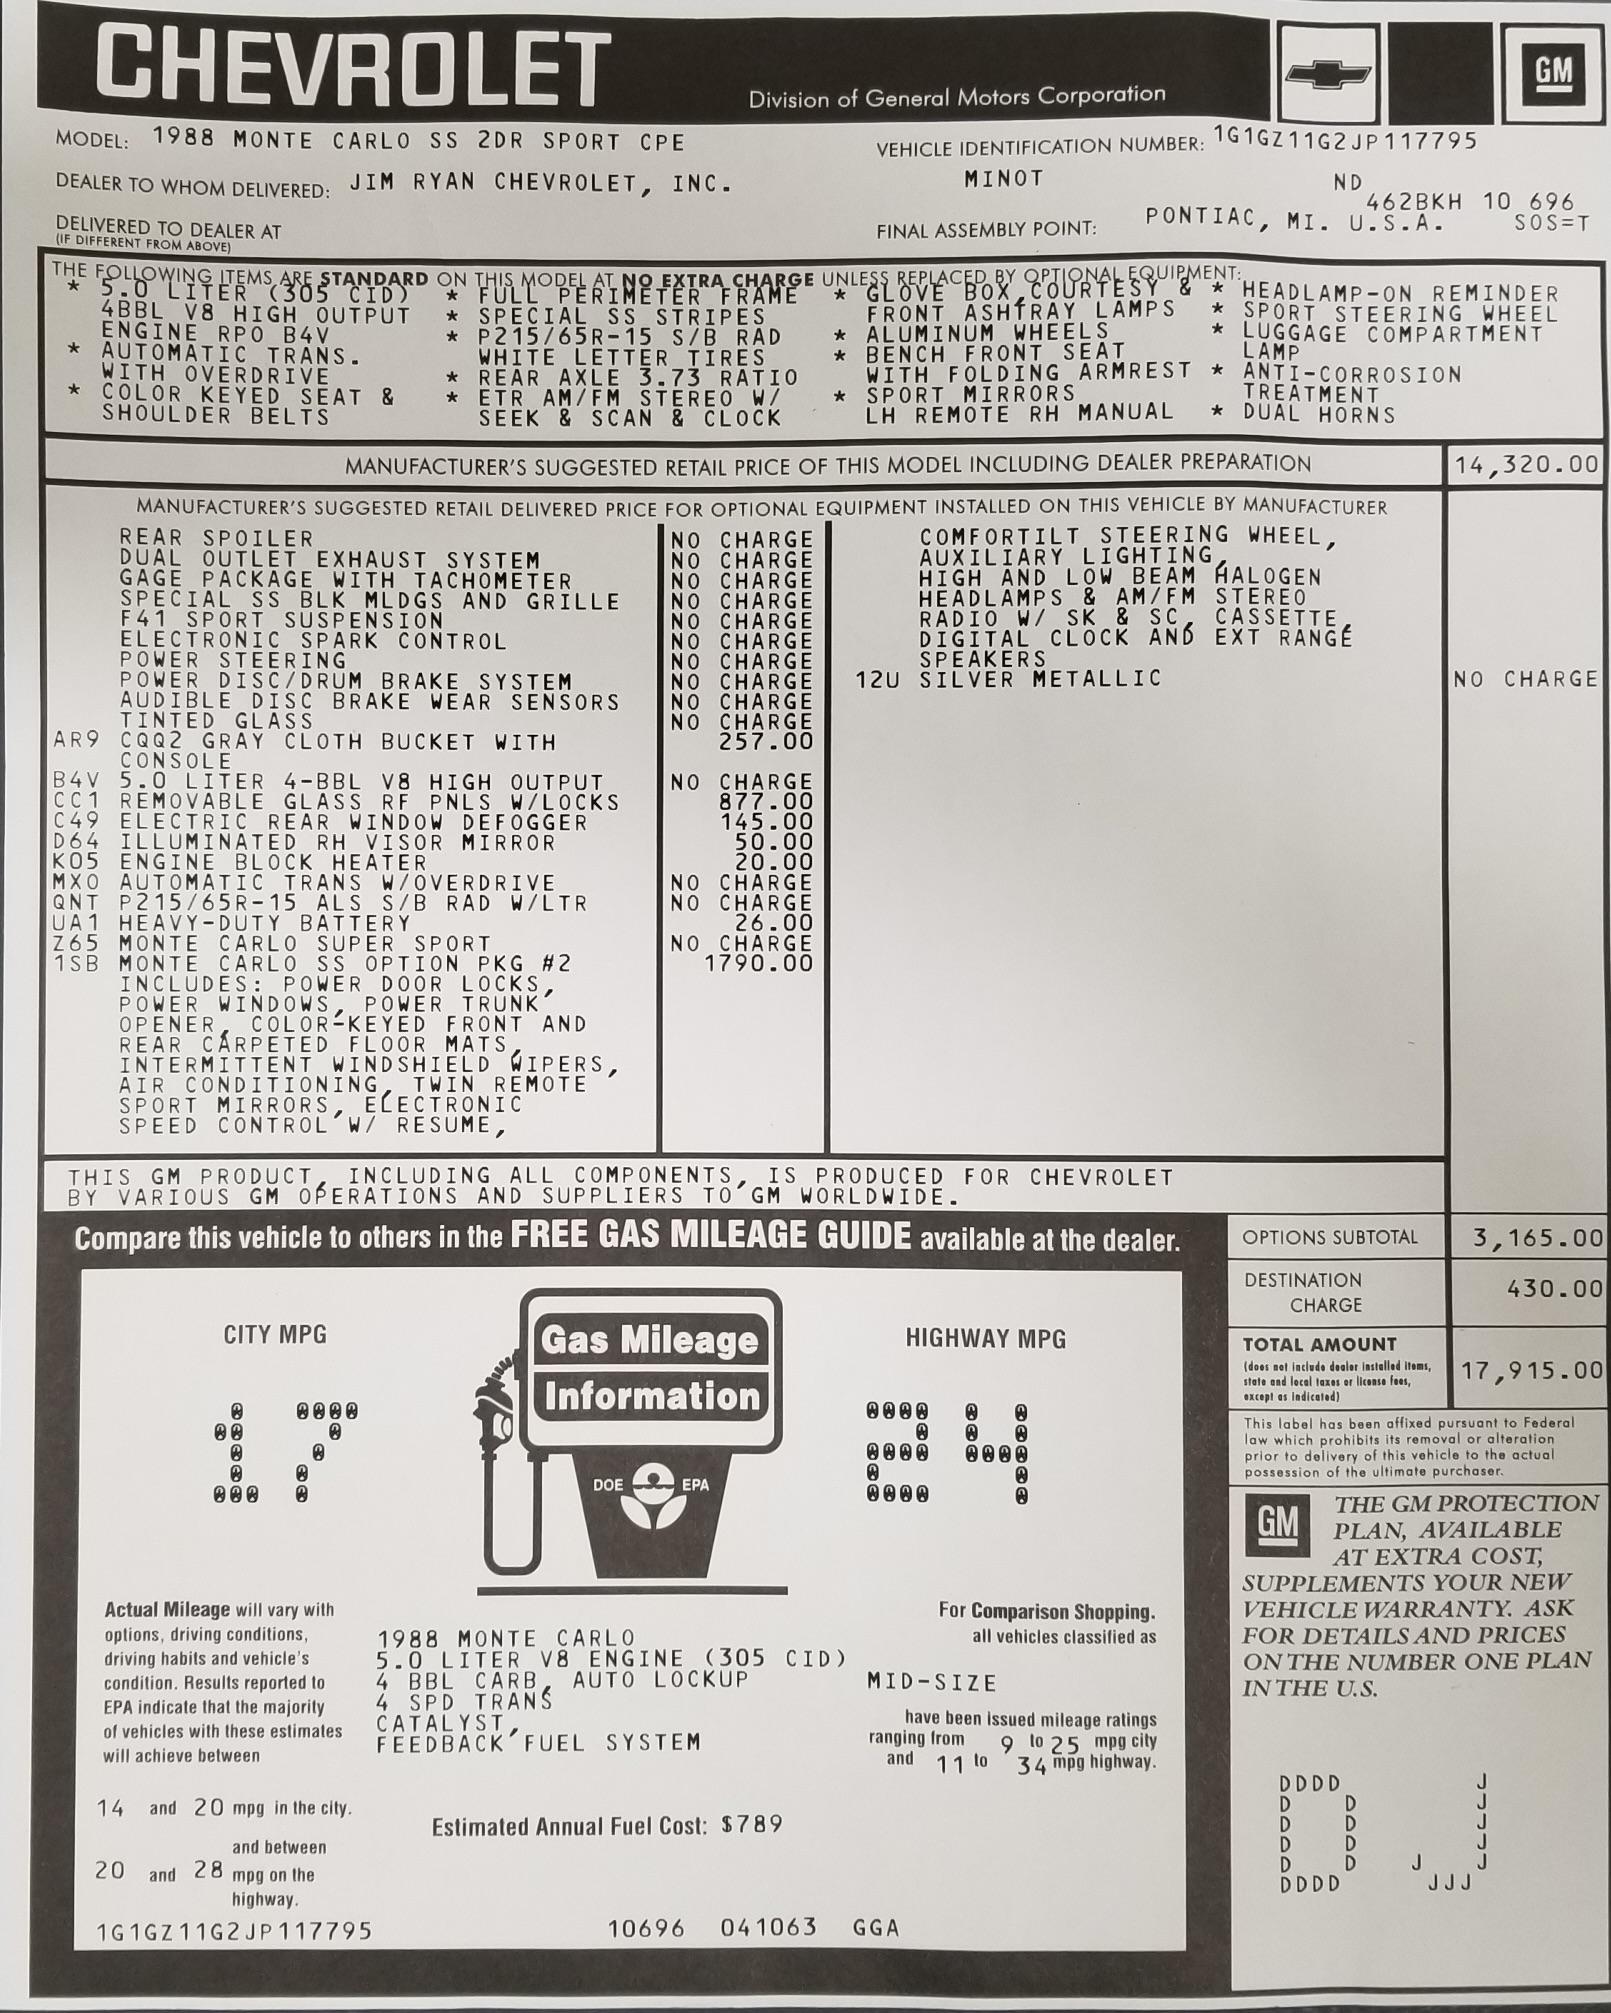 CHEVROLET
Division of General Motors Corporation
GM
MODEL: 1988 MONTE CARLO SS 2DR SPORT CPE
VEHICLE IDENTIFICATION NUMBER: 1G1GZ11G2JP117795
DEALER TO WHOM DELIVERED: JIM RYAN CHEVROLET, INC.
MINOT ND
462BKH 10 696
DELIVERED TO DEALER AT
(IF DIFFERENT FROM ABOVE)
FINAL ASSEMBLY POINT: PONTIAC, MI. U.S.A. SOS=T
THE FOLLOWING ITEMS ARE STANDARD ON THIS MODEL AT NO EXTRA CHARGE UNLESS REPLACED BY OPTIONAL EQUIPMENT:
* 5.0 LITER (305 CID)
4BBL V8 HIGH OUTPUT
ENGINE RPO B4V
* AUTOMATIC TRANS.
WITH OVERDRIVE
* COLOR KEYED SEAT &
SHOULDER BELTS
* FULL PERIMETER FRAME
* SPECIAL SS STRIPES
* P215/65R-15 S/B RAD
WHITE LETTER TIRES
* REAR AXLE 3.73 RATIO
* ETR AM/FM STEREO W/
SEEK & SCAN & CLOCK
* GLOVE BOX,COURTESY &
FRONT ASHTRAY LAMPS
* ALUMINUM WHEELS
* BENCH FRONT SEAT
WITH FOLDING ARMREST
* SPORT MIRRORS
LH REMOTE RH MANUAL
* HEADLAMP-ON REMINDER
* SPORT STEERING WHEEL
* LUGGAGE COMPARTMENT
LAMP
* ANTI-CORROSION
TREATMENT
* DUAL HORNS
MANUFACTURER'S SUGGESTED RETAIL PRICE OF THIS MODEL INCLUDING DEALER PREPARATION 14,320.00
MANUFACTURER'S SUGGESTED RETAIL DELIVERED PRICE FOR OPTIONAL EQUIPMENT INSTALLED ON THIS VEHICLE BY MANUFACTURER
REAR SPOILER NO CHARGE
DUAL OUTLET EXHAUST SYSTEM NO CHARGE
GAGE PACKAGE WITH TACHOMETER NO CHARGE
SPECIAL SS BLK MLDGS AND GRILLE NO CHARGE
F41 SPORT SUSPENSION NO CHARGE
ELECTRONIC SPARK CONTROL NO CHARGE
POWER STEERING NO CHARGE
POWER DISC/DRUM BRAKE SYSTEM NO CHARGE
AUDIBLE DISC BRAKE WEAR SENSORS NO CHARGE
TINTED GLASS NO CHARGE
AR9 CQQ2 GRAY CLOTH BUCKET WITH 257.00
CONSOLE
B4V 5.0 LITER 4-BBL V8 HIGH OUTPUT NO CHARGE
CC1 REMOVABLE GLASS RF PNLS W/LOCKS 877.00
C49 ELECTRIC REAR WINDOW DEFOGGER 145.00
D64 ILLUMINATED RH VISOR MIRROR 50.00
K05 ENGINE BLOCK HEATER 20.00
MX0 AUTOMATIC TRANS W/OVERDRIVE NO CHARGE
QNT P215/65R-15 ALS S/B RAD W/LTR NO CHARGE
UA1 HEAVY-DUTY BATTERY 26.00
Z65 MONTE CARLO SUPER SPORT NO CHARGE
1SB MONTE CARLO SS OPTION PKG #2 1790.00
INCLUDES: POWER DOOR LOCKS,
POWER WINDOWS, POWER TRUNK
OPENER, COLOR-KEYED FRONT AND
REAR CARPETED FLOOR MATS,
INTERMITTENT WINDSHIELD WIPERS,
AIR CONDITIONING, TWIN REMOTE
SPORT MIRRORS, ELECTRONIC
SPEED CONTROL W/ RESUME,
COMFORTILT STEERING WHEEL,
AUXILIARY LIGHTING,
HIGH AND LOW BEAM HALOGEN
HEADLAMPS & AM/FM STEREO
RADIO W/ SK & SC, CASSETTE,
DIGITAL CLOCK AND EXT RANGE
SPEAKERS
12U SILVER METALLIC NO CHARGE
THIS GM PRODUCT, INCLUDING ALL COMPONENTS, IS PRODUCED FOR CHEVROLET
BY VARIOUS GM OPERATIONS AND SUPPLIERS TO GM WORLDWIDE.
Compare this vehicle to others in the FREE GAS MILEAGE GUIDE available at the dealer.
CITY MPG
17
Gas Mileage
Information
DOE EPA
HIGHWAY MPG
24
Actual Mileage will vary with
options, driving conditions,
driving habits and vehicle's
condition. Results reported to
EPA indicate that the majority
of vehicles with these estimates
will achieve between
14 and 20 mpg in the city.
and between
20 and 28 mpg on the
highway.
1988 MONTE CARLO
5.0 LITER V8 ENGINE (305 CID)
4 BBL CARB, AUTO LOCKUP
4 SPD TRANS
CATALYST,
FEEDBACK FUEL SYSTEM
Estimated Annual Fuel Cost: $789
For Comparison Shopping.
all vehicles classified as
MID-SIZE
have been issued mileage ratings
ranging from 9 to 25 mpg city
and 11 to 34 mpg highway.
1G1GZ11G2JP117795 10696 041063 GGA
OPTIONS SUBTOTAL 3,165.00
DESTINATION
CHARGE 430.00
TOTAL AMOUNT
(does not include dealer installed items,
state and local taxes or license fees,
except as indicated)
17,915.00
This label has been affixed pursuant to Federal
law which prohibits its removal or alteration
prior to delivery of this vehicle to the actual
possession of the ultimate purchaser.
GM THE GM PROTECTION
PLAN, AVAILABLE
AT EXTRA COST,
SUPPLEMENTS YOUR NEW
VEHICLE WARRANTY. ASK
FOR DETAILS AND PRICES
ON THE NUMBER ONE PLAN
IN THE U.S.
DJ